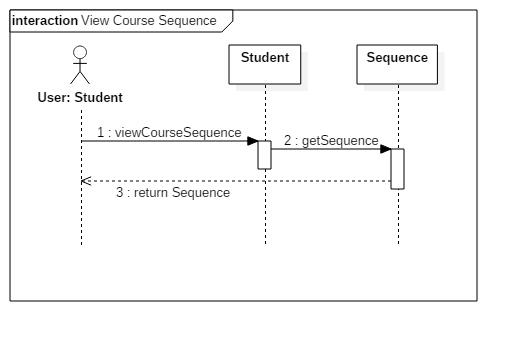 interaction View Course Sequence
Student
Sequence
User: Student
1 : viewCourseSequence
2 : getSequence
3 : return Sequence